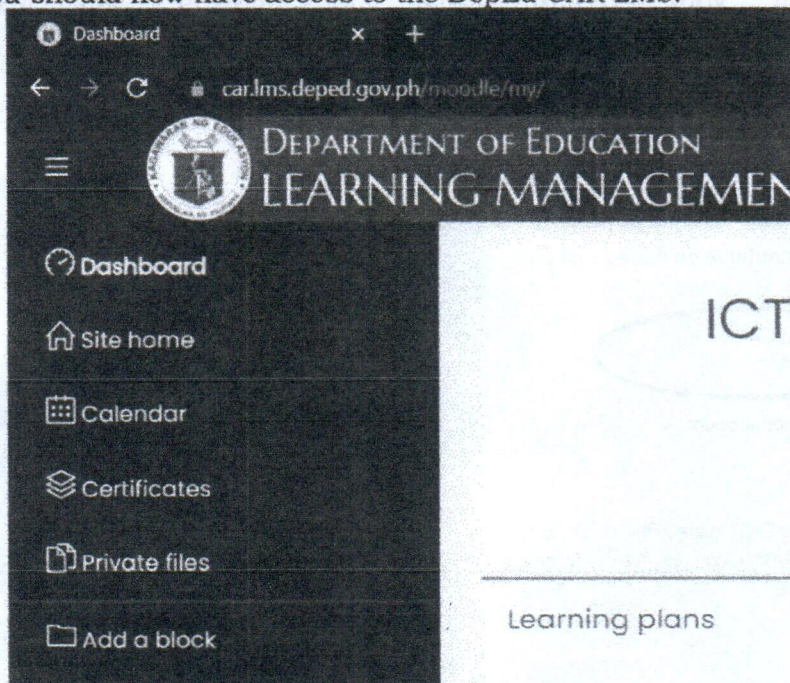 u should now have access to the DepEd CAR LMS.
Dashboard
car.lms.deped.gov.ph/moodle/my/
DEPARTMENT OF EDUCATION
LEARNING MANAGEMEN
Dashboard
Site home
ICT
Calendar
Certificates
Private files
Add a block
Learning plans